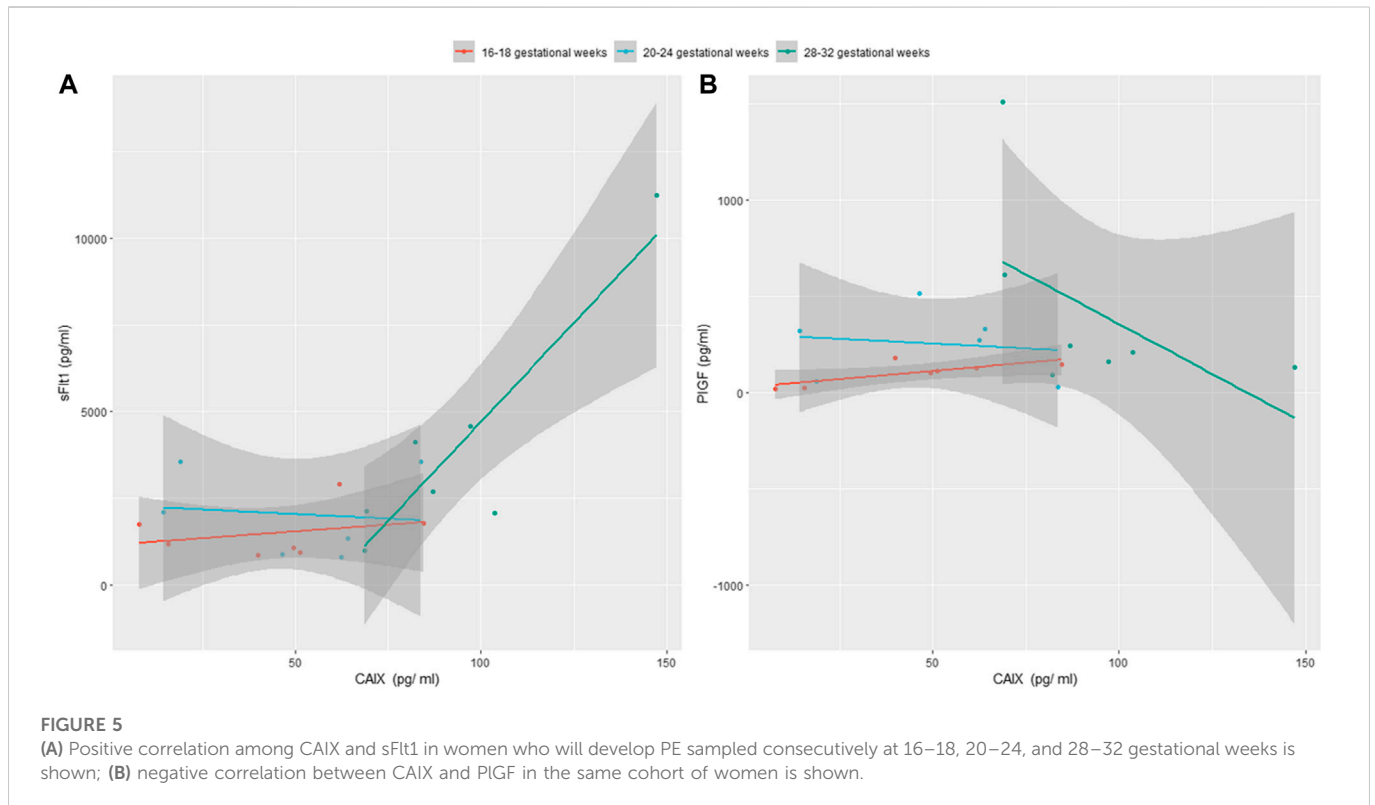 16-18 gestational weeks 20-24 gestational weeks 28-32 gestational weeks
A
10000
5000
0
sFlt1 (pg/ml)
50 100 150
CAIX (pg/ ml)
B
1000
0
-1000
PlGF (pg/ml)
50 100 150
CAIX (pg/ ml)
FIGURE 5
(A) Positive correlation among CAIX and sFlt1 in women who will develop PE sampled consecutively at 16–18, 20–24, and 28–32 gestational weeks is
shown; (B) negative correlation between CAIX and PlGF in the same cohort of women is shown.